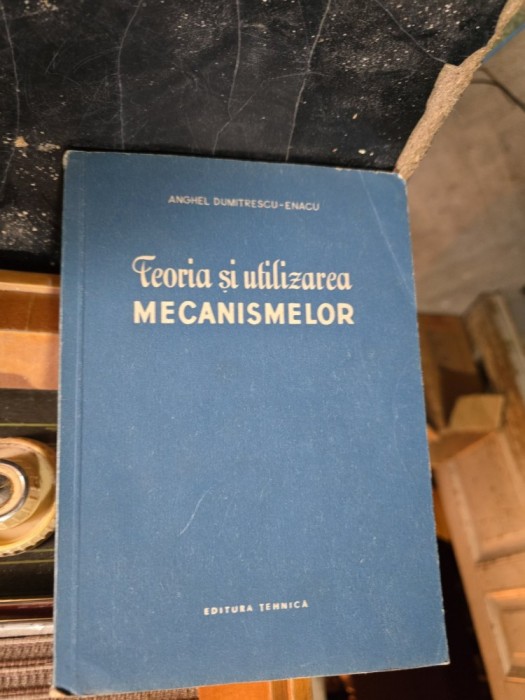 ANGHEL DUMITRESCU-ENACU
Teoria și utilizarea
MECANISMELOR
EDITURA TEHNICĂ